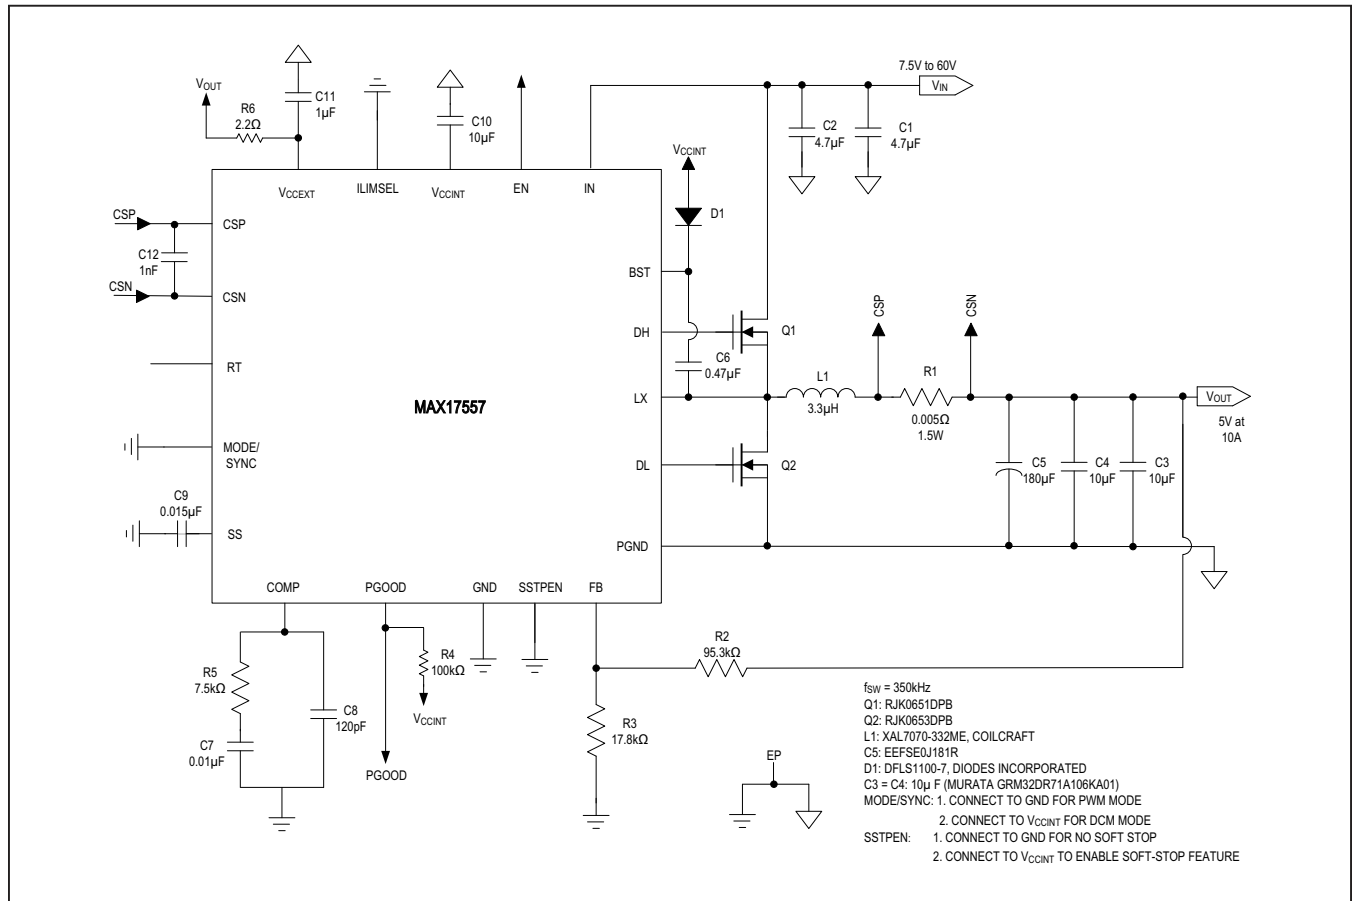 7.5V to 60V
VIN
VOUT
C11
1µF
R6
2.2Ω
C10
10µF
C2
4.7µF
C1
4.7µF
VCCINT
VCCEXT
ILIMSEL
VCCINT
EN
IN
D1
CSP
CSP
C12
1nF
BST
CSN
CSN
DH
Q1
CSP
CSN
RT
C6
0.47µF
L1
3.3µH
R1
0.005Ω
1.5W
LX
VOUT
5V at
10A
MAX17557
MODE/
SYNC
DL
Q2
C5
180µF
C4
10µF
C3
10µF
C9
0.015µF
SS
PGND
COMP
PGOOD
GND
SSTPEN
FB
R5
7.5kΩ
R4
100kΩ
R2
95.3kΩ
C8
120pF
VCCINT
R3
17.8kΩ
C7
0.01µF
PGOOD
EP
fSW = 350kHz
Q1: RJK0651DPB
Q2: RJK0653DPB
L1: XAL7070-332ME, COILCRAFT
C5: EEFSE0J181R
D1: DFLS1100-7, DIODES INCORPORATED
C3 = C4: 10µ F (MURATA GRM32DR71A106KA01)
MODE/SYNC: 1. CONNECT TO GND FOR PWM MODE
2. CONNECT TO VCCINT FOR DCM MODE
SSTPEN: 1. CONNECT TO GND FOR NO SOFT STOP
2. CONNECT TO VCCINT TO ENABLE SOFT-STOP FEATURE